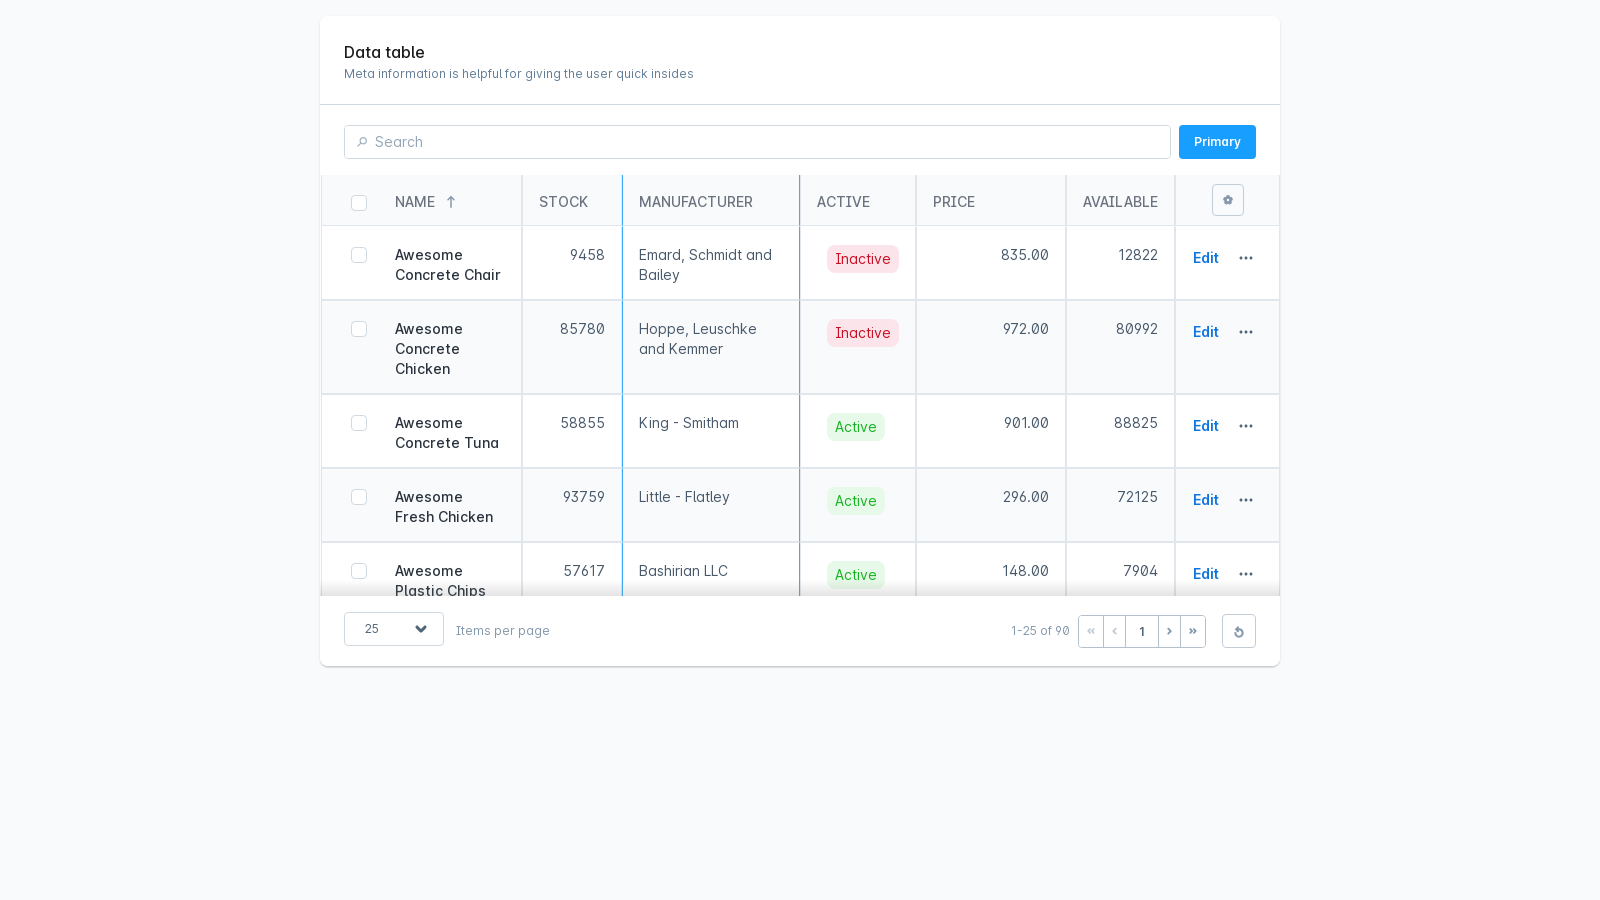 Data table
Meta information is helpful for giving the user quick insides
Search
Primary
NAME STOCK MANUFACTURER ACTIVE PRICE AVAILABLE
Awesome 9458 Emard, Schmidt and Inactive 835.00 12822 Edit
Concrete Chair Bailey
Awesome 85780 Hoppe, Leuschke Inactive 972.00 80992 Edit
Concrete and Kemmer
Chicken
Awesome 58855 King - Smitham Active 901.00 88825 Edit
Concrete Tuna
Awesome 93759 Little - Flatley Active 296.00 72125 Edit
Fresh Chicken
Awesome 57617 Bashirian LLC Active 148.00 7904 Edit
Plastic Chips
25 Items per page 1-25 of 90 « ‹ 1 › »